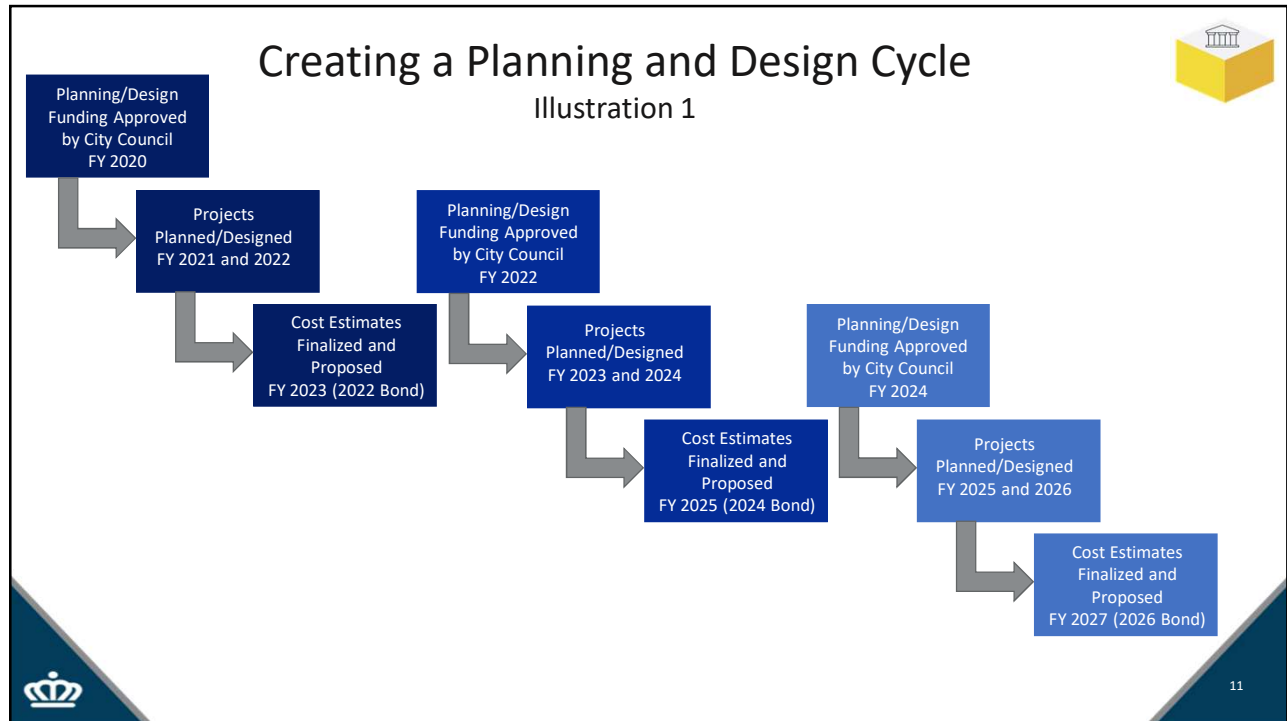 Creating a Planning and Design Cycle
Illustration 1
Planning/Design
Funding Approved
by City Council
FY 2020
Projects
Planned/Designed
FY 2021 and 2022
Cost Estimates
Finalized and
Proposed
FY 2023 (2022 Bond)
Planning/Design
Funding Approved
by City Council
FY 2022
Projects
Planned/Designed
FY 2023 and 2024
Cost Estimates
Finalized and
Proposed
FY 2025 (2024 Bond)
Planning/Design
Funding Approved
by City Council
FY 2024
Projects
Planned/Designed
FY 2025 and 2026
Cost Estimates
Finalized and
Proposed
FY 2027 (2026 Bond)
11